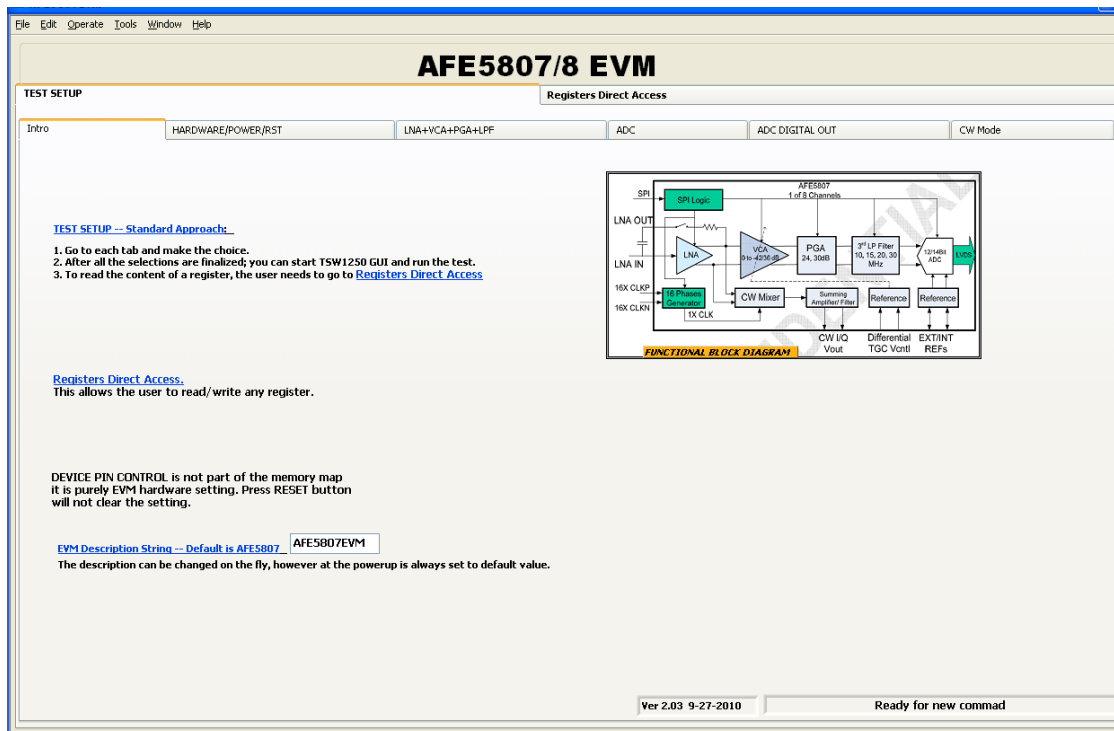 File Edit Operate Tools Window Help
AFE5807/8 EVM
TEST SETUP
Registers Direct Access
Intro
HARDWARE/POWER/RST
LNA+VCA+PGA+LPF
ADC
ADC DIGITAL OUT
CW Mode
TEST SETUP -- Standard Approach:
1. Go to each tab and make the choice.
2. After all the selections are finalized; you can start TSW1250 GUI and run the test.
3. To read the content of a register, the user needs to go to Registers Direct Access
Registers Direct Access.
This allows the user to read/write any register.
DEVICE PIN CONTROL is not part of the memory map
it is purely EVM hardware setting. Press RESET button
will not clear the setting.
EVM Description String -- Default is AFE5807 AFE5807EVM
The description can be changed on the fly, however at the powerup is always set to default value.
AFE5807
1 of 8 Channels
SPI
SPI Logic
LNA OUT
LNA IN
LNA
VCA
0 to -42/36 dB
PGA
24, 30dB
3rd LP Filter
10, 15, 20, 30
MHz
12/14Bit
ADC
LVDS
16X CLKP
16X CLKN
16 Phases
Generator
1X CLK
CW Mixer
Summing
Amplifier/ Filter
Reference
Reference
CW I/Q
Vout
Differential
TGC Vcntl
EXT/INT
REFs
FUNCTIONAL BLOCK DIAGRAM
Ver 2.03 9-27-2010
Ready for new commad